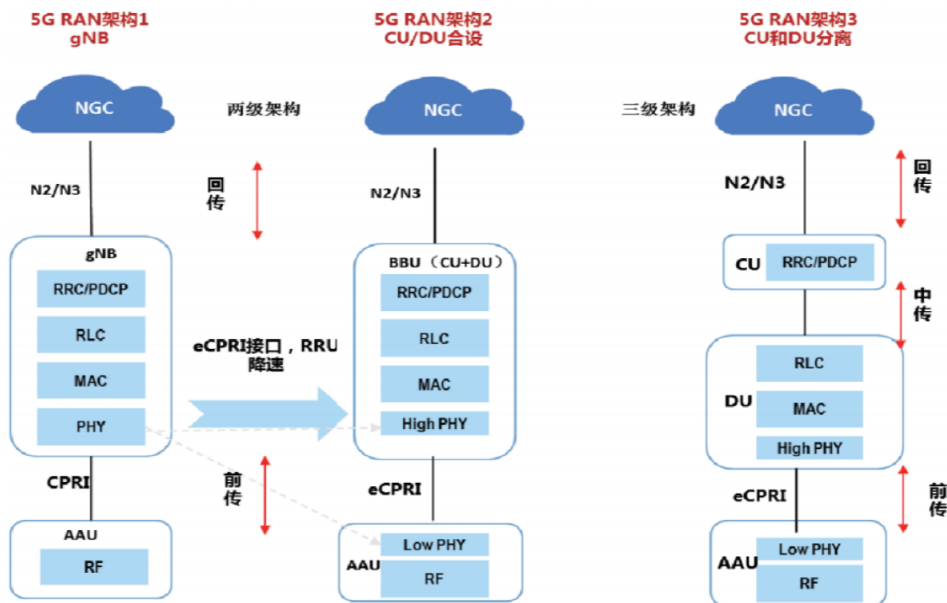 5G RAN架构1
gNB
5G RAN架构2
CU/DU合设
5G RAN架构3
CU和DU分离
NGC
两级架构
NGC
三级架构
NGC
N2/N3
回传
N2/N3
N2/N3
回传
gNB
RRC/PDCP
RLC
MAC
PHY
eCPRI接口，RRU
降速
BBU（CU+DU）
RRC/PDCP
RLC
MAC
High PHY
CU
RRC/PDCP
中传
DU
RLC
MAC
High PHY
CPRI
前传
eCPRI
eCPRI
前传
AAU
RF
AAU
Low PHY
RF
AAU
Low PHY
RF